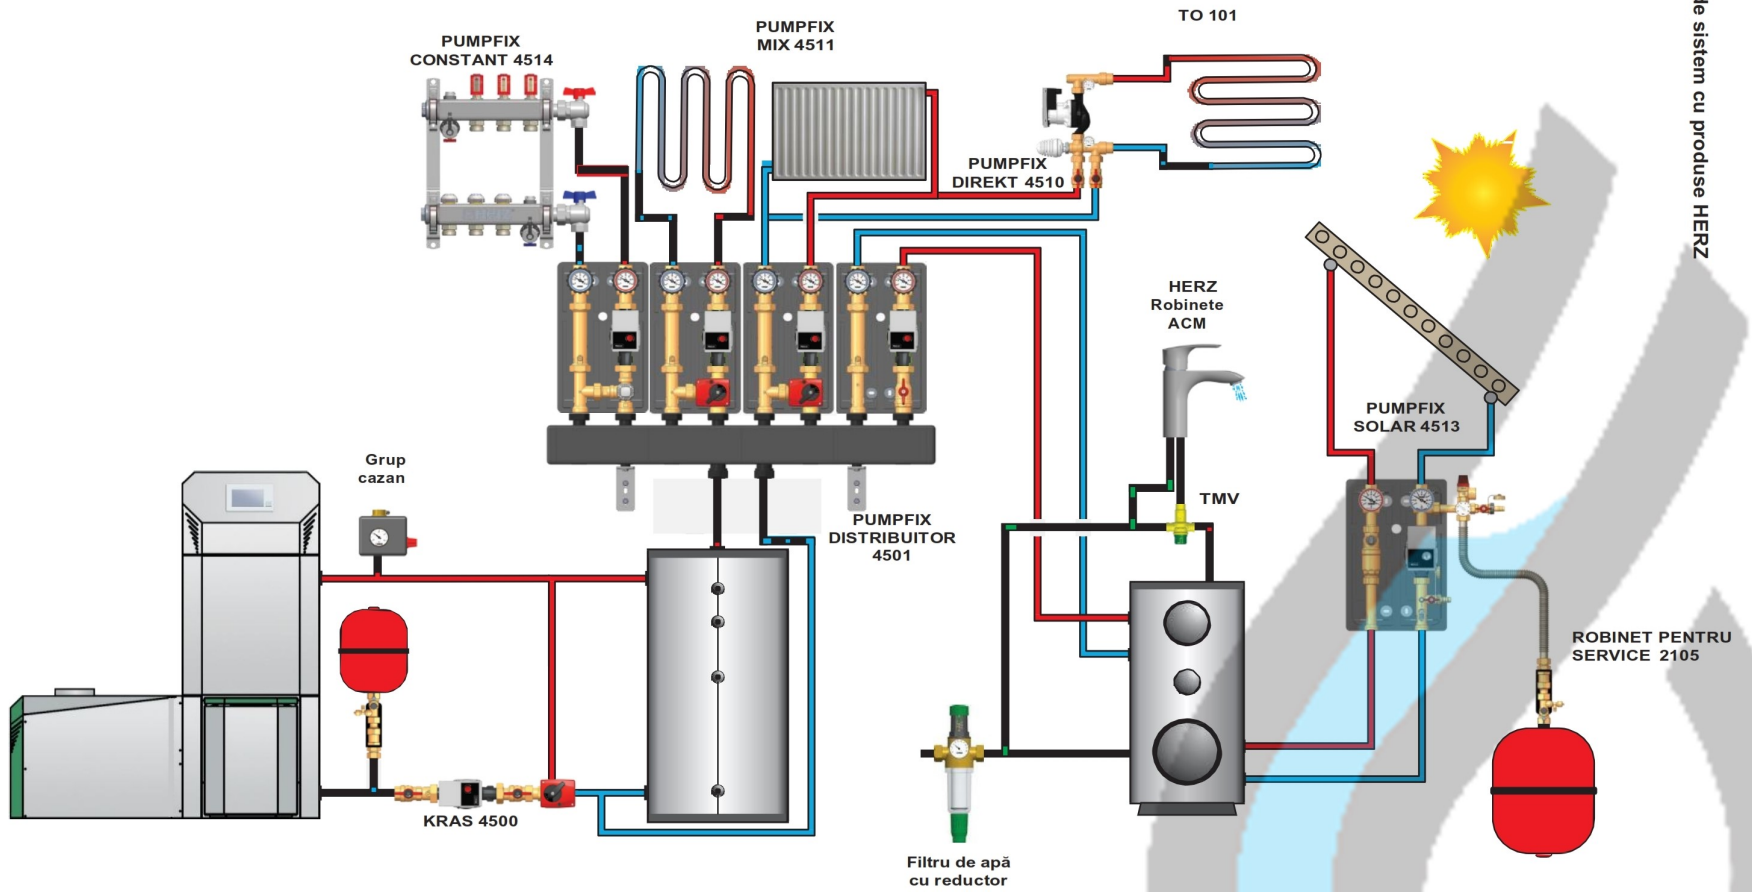 TO 101
PUMPFIX
MIX 4511
PUMPFIX
CONSTANT 4514
PUMPFIX
DIREKT 4510
de sistem cu produse HERZ
HERZ
Robinete
ACM
PUMPFIX
SOLAR 4513
Grup
cazan
TMV
PUMPFIX
DISTRIBUITOR
4501
ROBINET PENTRU
SERVICE 2105
KRAS 4500
Filtru de apă
cu reductor